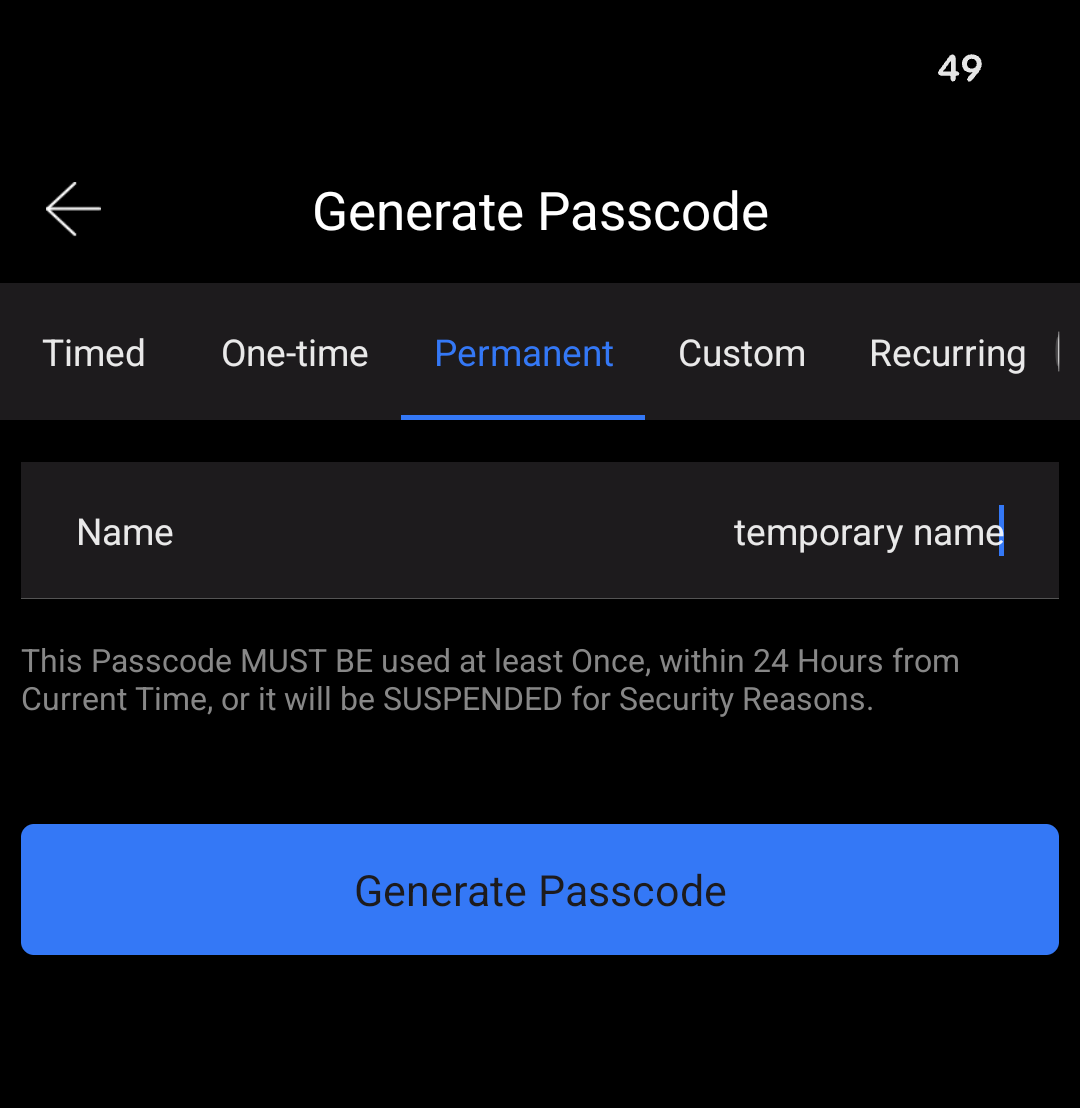 49
Generate Passcode
Timed One-time Permanent Custom Recurring
Name temporary name
This Passcode MUST BE used at least Once, within 24 Hours from
Current Time, or it will be SUSPENDED for Security Reasons.
Generate Passcode